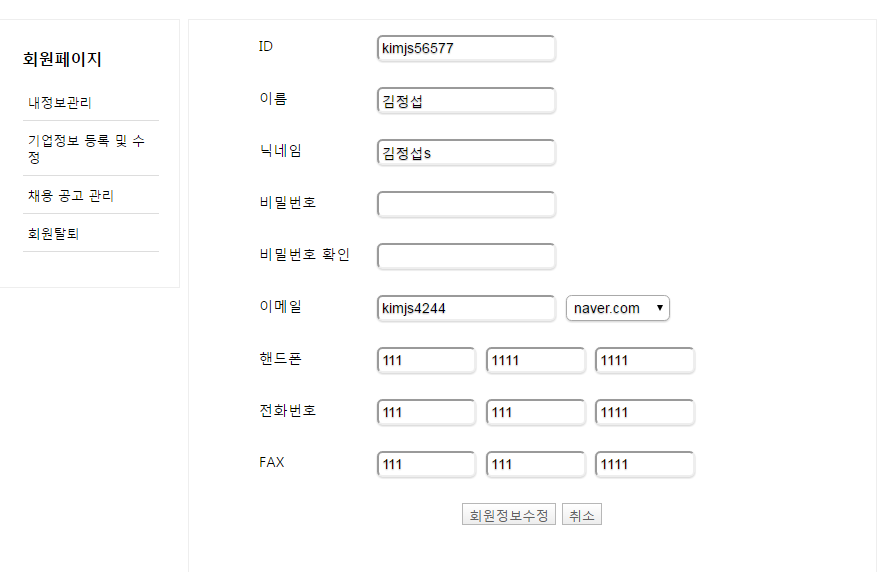 회원페이지
내정보관리
기업정보 등록 및 수
정
채용 공고 관리
회원탈퇴
ID kimjs56577
이름 김정섭
닉네임 김정섭s
비밀번호
비밀번호 확인
이메일 kimjs4244 naver.com
핸드폰 111 1111 1111
전화번호 111 111 1111
FAX 111 111 1111
회원정보수정 취소